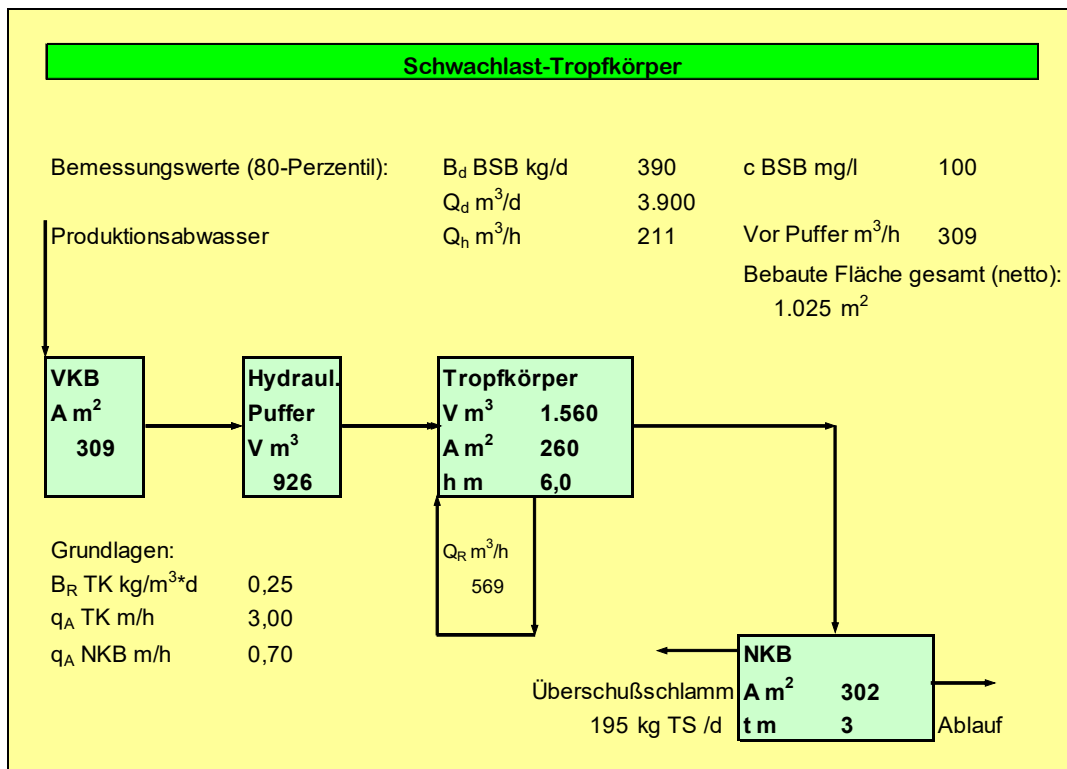 Schwachlast-Tropfkörper
Bemessungswerte (80-Perzentil): B_d BSB kg/d 390 c BSB mg/l 100
Q_d m³/d 3.900
Produktionsabwasser Q_h m³/h 211 Vor Puffer m³/h 309
Bebaute Fläche gesamt (netto):
1.025 m²
VKB
A m²
309
Hydraul.
Puffer
V m³
926
Tropfkörper
V m³ 1.560
A m² 260
h m 6,0
Q_R m³/h
569
Grundlagen:
B_R TK kg/m³*d 0,25
q_A TK m/h 3,00
q_A NKB m/h 0,70
NKB
A m² 302
t m 3
Überschußschlamm
195 kg TS /d
Ablauf